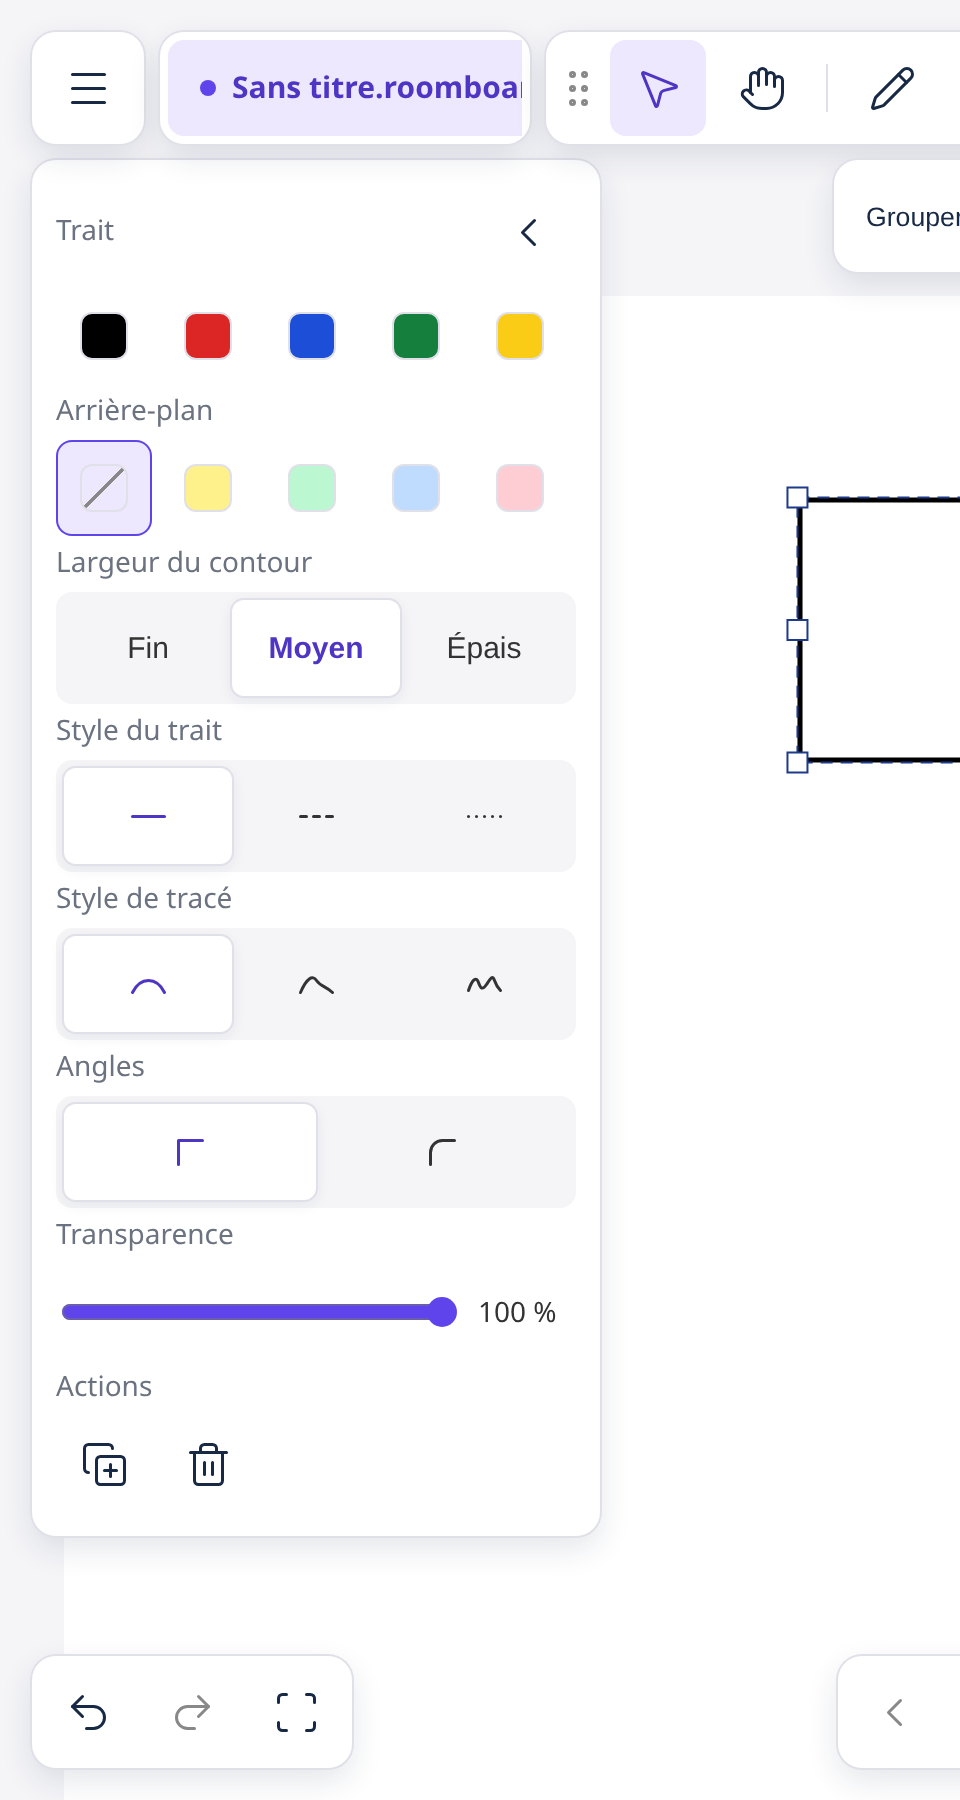 Sans titre.roomboar
Grouper
Trait
Arrière-plan
Largeur du contour
Fin Moyen Épais
Style du trait
Style de tracé
Angles
Transparence
100 %
Actions